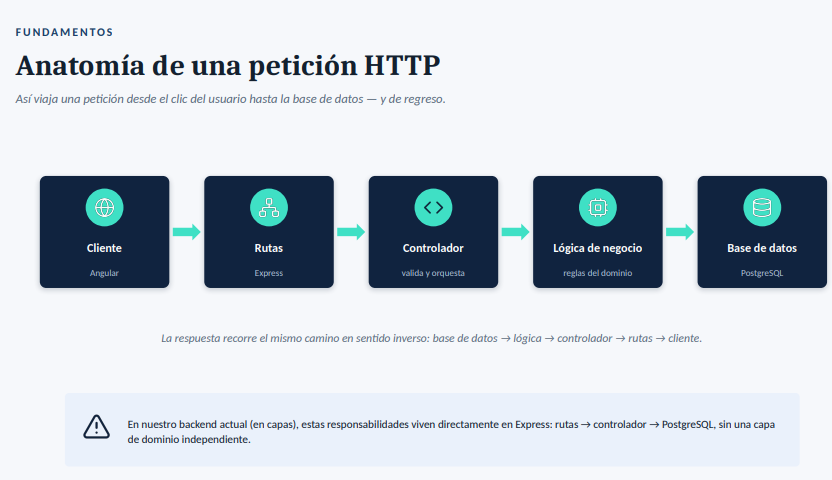 FUNDAMENTOS
Anatomía de una petición HTTP
Así viaja una petición desde el clic del usuario hasta la base de datos — y de regreso.
Cliente
Angular
Rutas
Express
Controlador
valida y orquesta
Lógica de negocio
reglas del dominio
Base de datos
PostgreSQL
La respuesta recorre el mismo camino en sentido inverso: base de datos → lógica → controlador → rutas → cliente.
En nuestro backend actual (en capas), estas responsabilidades viven directamente en Express: rutas → controlador → PostgreSQL, sin una capa
de dominio independiente.